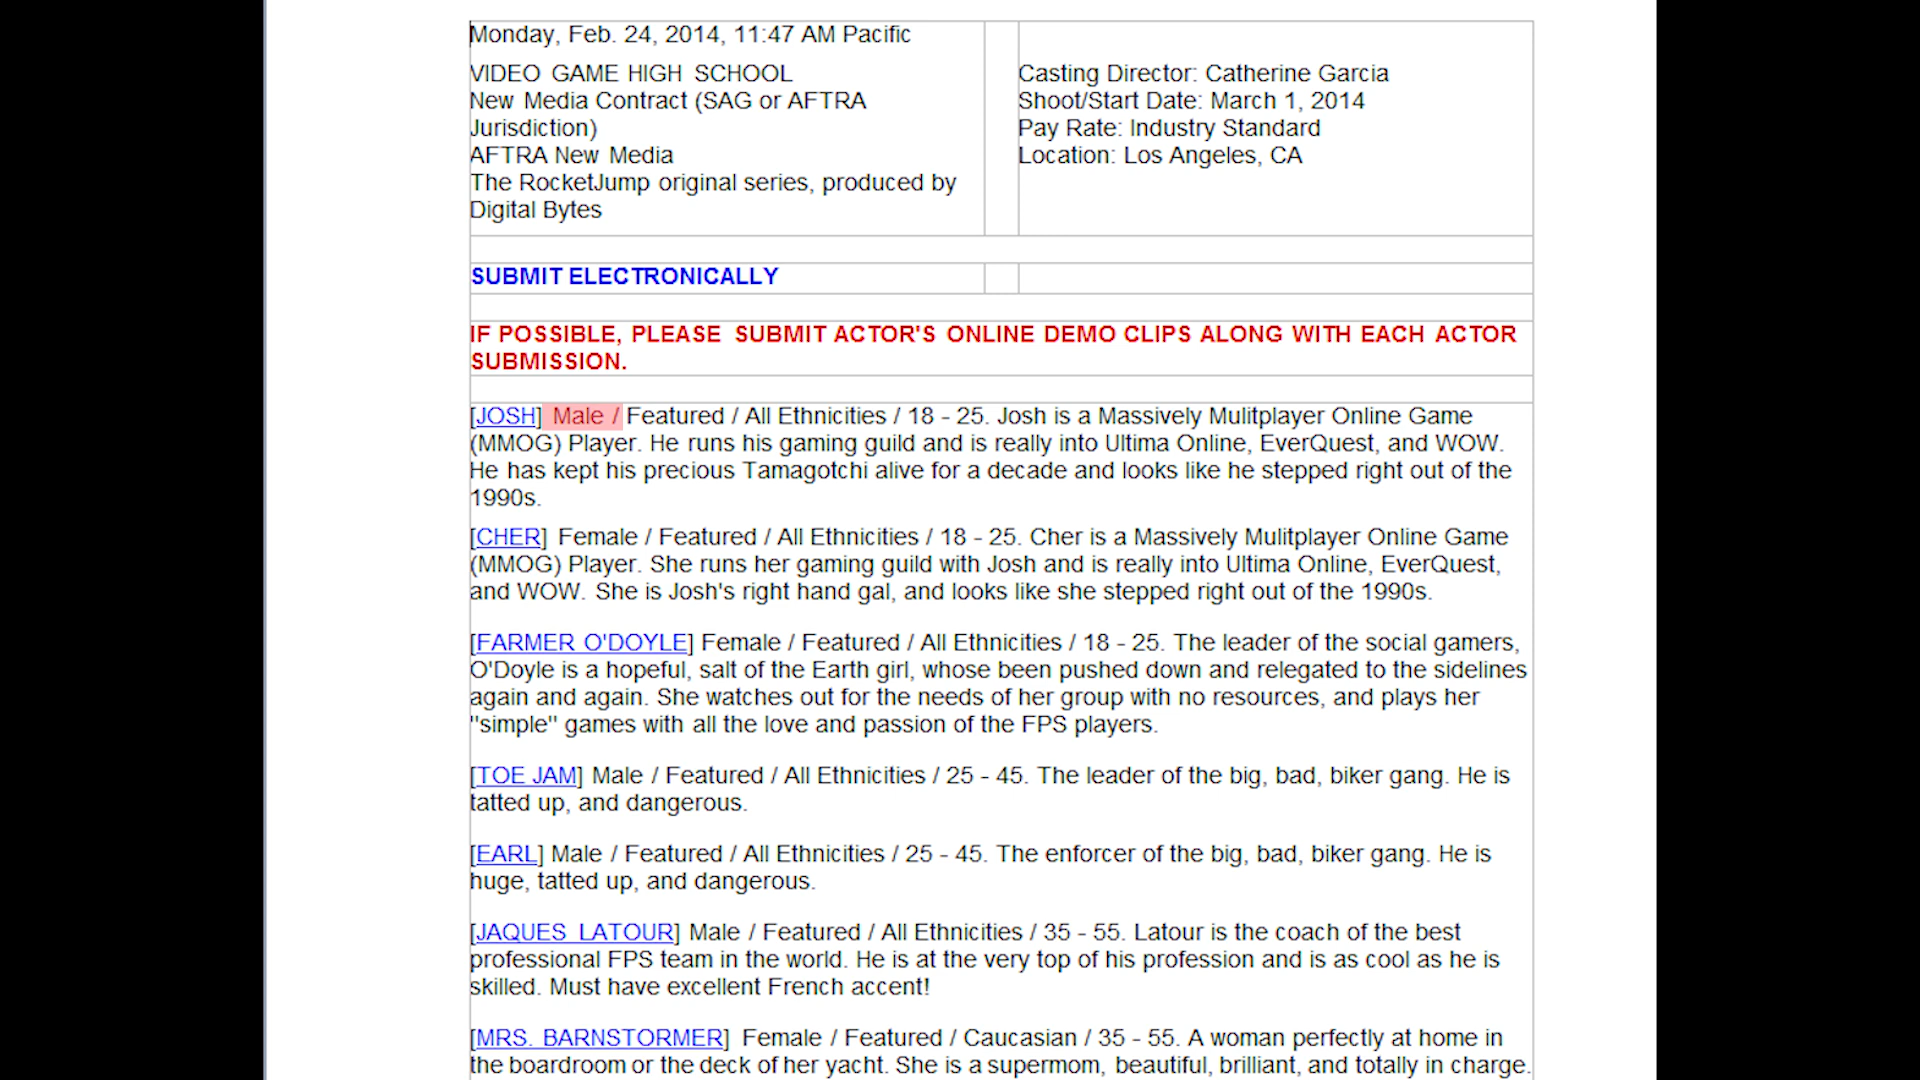 Monday, Feb. 24, 2014, 11:47 AM Pacific
VIDEO GAME HIGH SCHOOL
New Media Contract (SAG or AFTRA
Jurisdiction)
AFTRA New Media
The RocketJump original series, produced by
Digital Bytes
Casting Director: Catherine Garcia
Shoot/Start Date: March 1, 2014
Pay Rate: Industry Standard
Location: Los Angeles, CA
SUBMIT ELECTRONICALLY
IF POSSIBLE, PLEASE SUBMIT ACTOR'S ONLINE DEMO CLIPS ALONG WITH EACH ACTOR
SUBMISSION.
[JOSH] Male / Featured / All Ethnicities / 18 - 25. Josh is a Massively Mulitplayer Online Game
(MMOG) Player. He runs his gaming guild and is really into Ultima Online, EverQuest, and WOW.
He has kept his precious Tamagotchi alive for a decade and looks like he stepped right out of the
1990s.
[CHER] Female / Featured / All Ethnicities / 18 - 25. Cher is a Massively Mulitplayer Online Game
(MMOG) Player. She runs her gaming guild with Josh and is really into Ultima Online, EverQuest,
and WOW. She is Josh's right hand gal, and looks like she stepped right out of the 1990s.
[FARMER O'DOYLE] Female / Featured / All Ethnicities / 18 - 25. The leader of the social gamers,
O'Doyle is a hopeful, salt of the Earth girl, whose been pushed down and relegated to the sidelines
again and again. She watches out for the needs of her group with no resources, and plays her
"simple" games with all the love and passion of the FPS players.
[TOE JAM] Male / Featured / All Ethnicities / 25 - 45. The leader of the big, bad, biker gang. He is
tatted up, and dangerous.
[EARL] Male / Featured / All Ethnicities / 25 - 45. The enforcer of the big, bad, biker gang. He is
huge, tatted up, and dangerous.
[JAQUES LATOUR] Male / Featured / All Ethnicities / 35 - 55. Latour is the coach of the best
professional FPS team in the world. He is at the very top of his profession and is as cool as he is
skilled. Must have excellent French accent!
[MRS. BARNSTORMER] Female / Featured / Caucasian / 35 - 55. A woman perfectly at home in
the boardroom or the deck of her yacht. She is a supermom, beautiful, brilliant, and totally in charge.